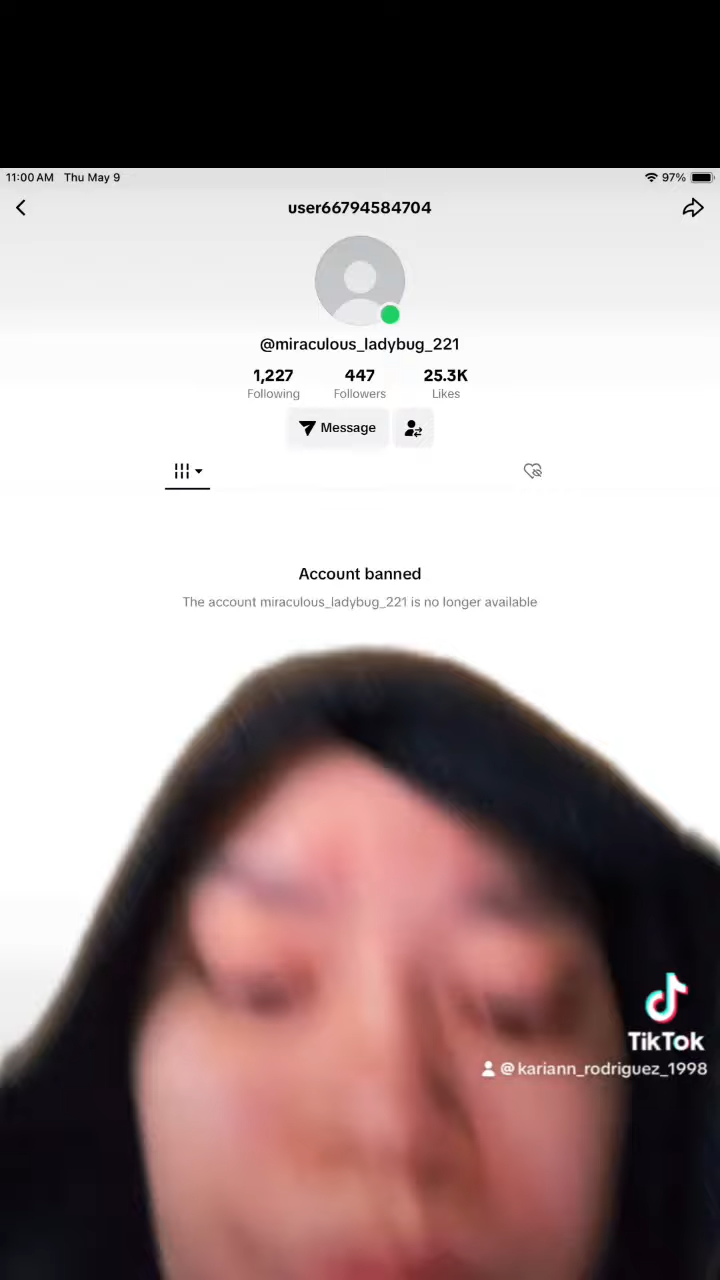 11:00 AM Thu May 9 97%
user66794584704
@miraculous_ladybug_221
1,227 447 25.3K
Following Followers Likes
Message
Account banned
The account miraculous_ladybug_221 is no longer available
TikTok
@kariann_rodriguez_1998